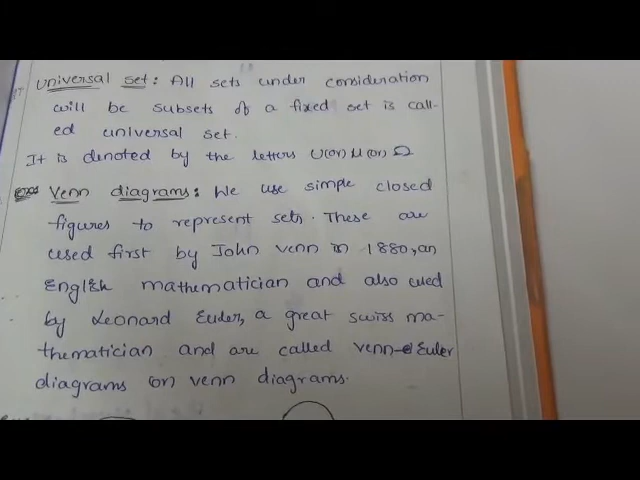 Universal set: All sets under consideration
will be subsets of a fixed set is call-
ed universal set.
It is denoted by the letters U(or) μ(or) Ω
Venn diagrams: We use simple closed
figures to represent sets. These are
used first by John venn in 1880, an
English mathematician and also used
by Leonard Euler, a great swiss ma-
thematician and are called venn-Euler
diagrams (or) venn diagrams.